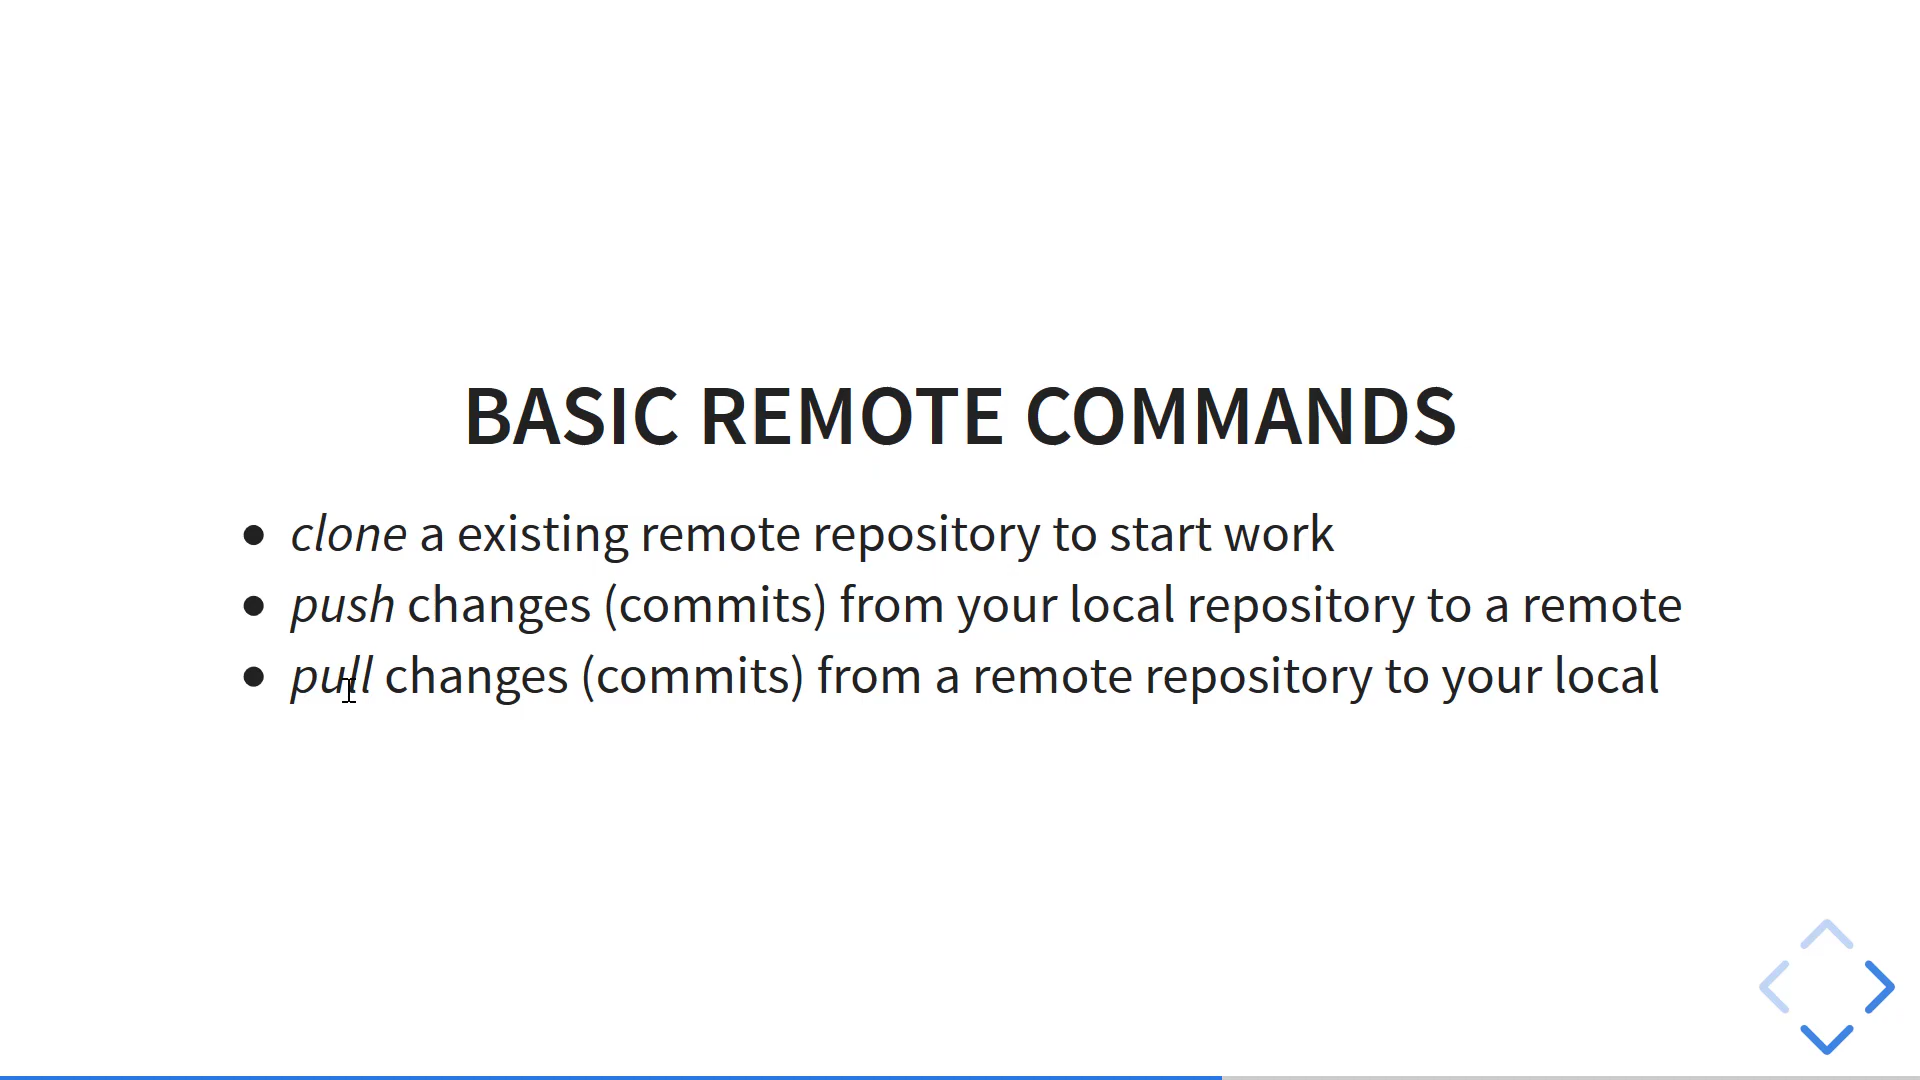 BASIC REMOTE COMMANDS
• clone a existing remote repository to start work
• push changes (commits) from your local repository to a remote
• pull changes (commits) from a remote repository to your local